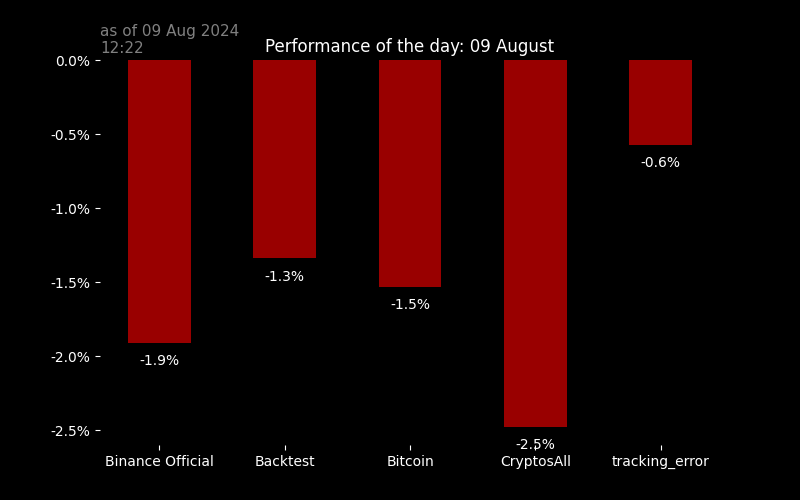 as of 09 Aug 2024
12:22
Performance of the day: 09 August
0.0%
-0.5%
-1.0%
-1.5%
-2.0%
-2.5%
-1.9%
-1.3%
-1.5%
-2.5%
-0.6%
Binance Official
Backtest
Bitcoin
CryptosAll
tracking_error